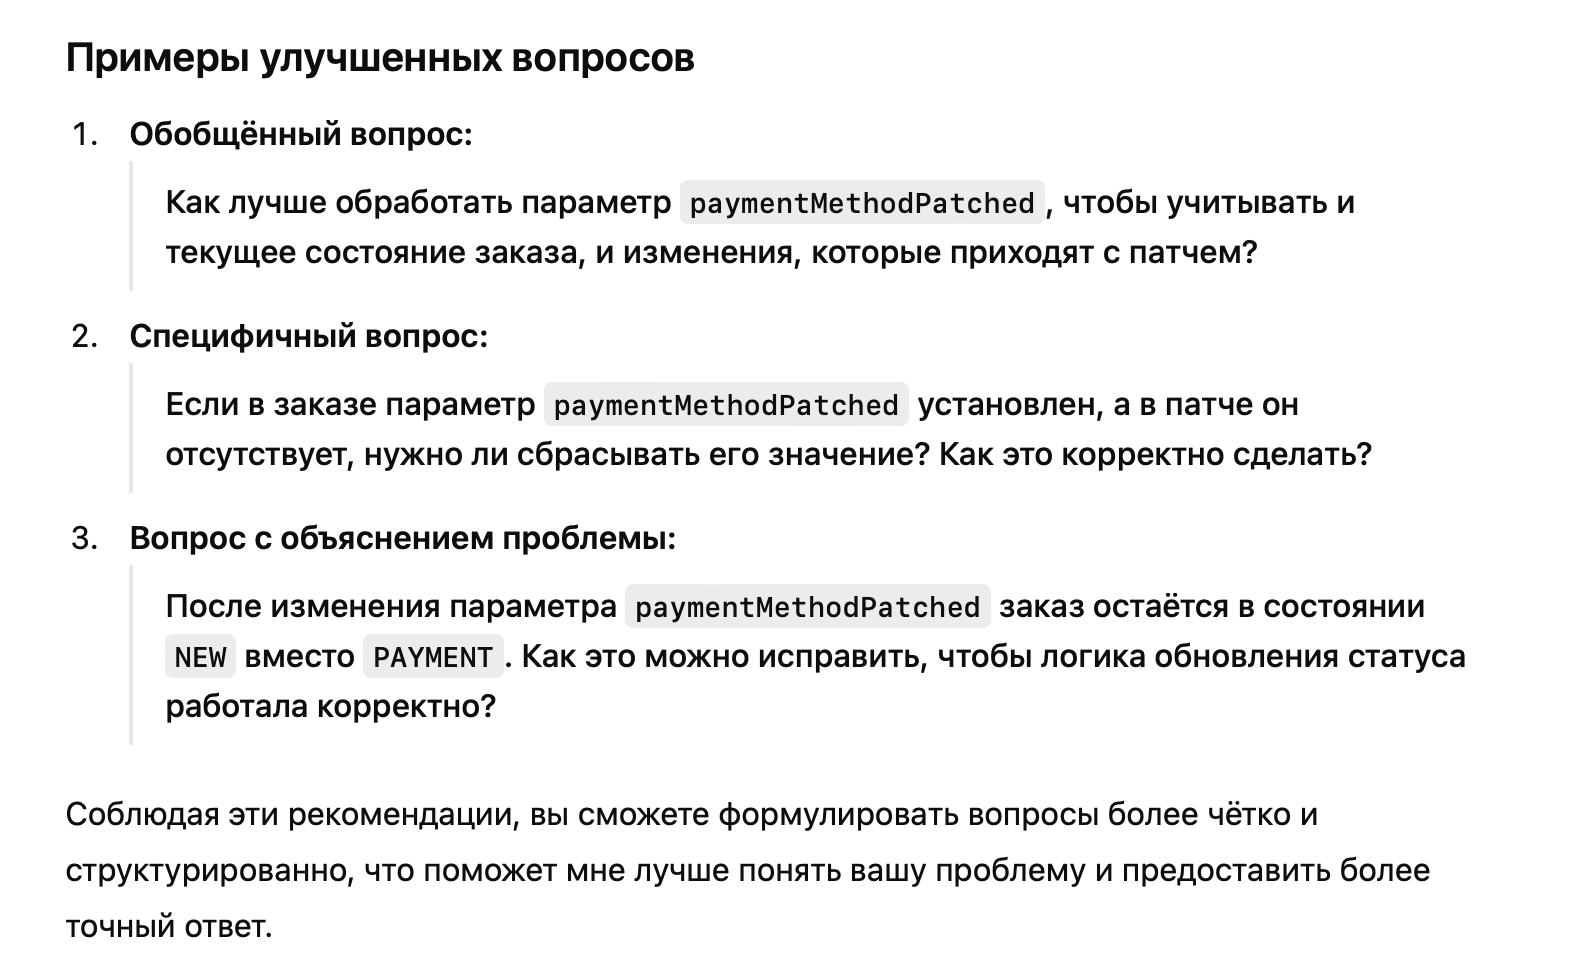 Примеры улучшенных вопросов
1. Обобщённый вопрос:
Как лучше обработать параметр paymentMethodPatched, чтобы учитывать и
текущее состояние заказа, и изменения, которые приходят с патчем?
2. Специфичный вопрос:
Если в заказе параметр paymentMethodPatched установлен, а в патче он
отсутствует, нужно ли сбрасывать его значение? Как это корректно сделать?
3. Вопрос с объяснением проблемы:
После изменения параметра paymentMethodPatched заказ остаётся в состоянии
NEW вместо PAYMENT. Как это можно исправить, чтобы логика обновления статуса
работала корректно?
Соблюдая эти рекомендации, вы сможете формулировать вопросы более чётко и
структурированно, что поможет мне лучше понять вашу проблему и предоставить более
точный ответ.